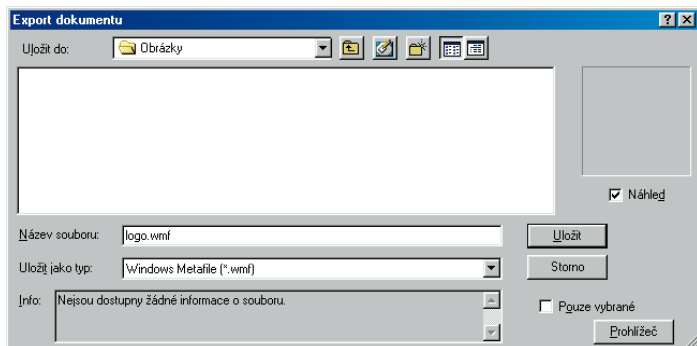 Export dokumentu
Uložit do: Obrázky
Náhled
Název souboru: logo.wmf Uložit
Uložit jako typ: Windows Metafile (*.wmf) Storno
Info: Nejsou dostupny žádné informace o souboru.
Pouze vybrané
Prohlížeč